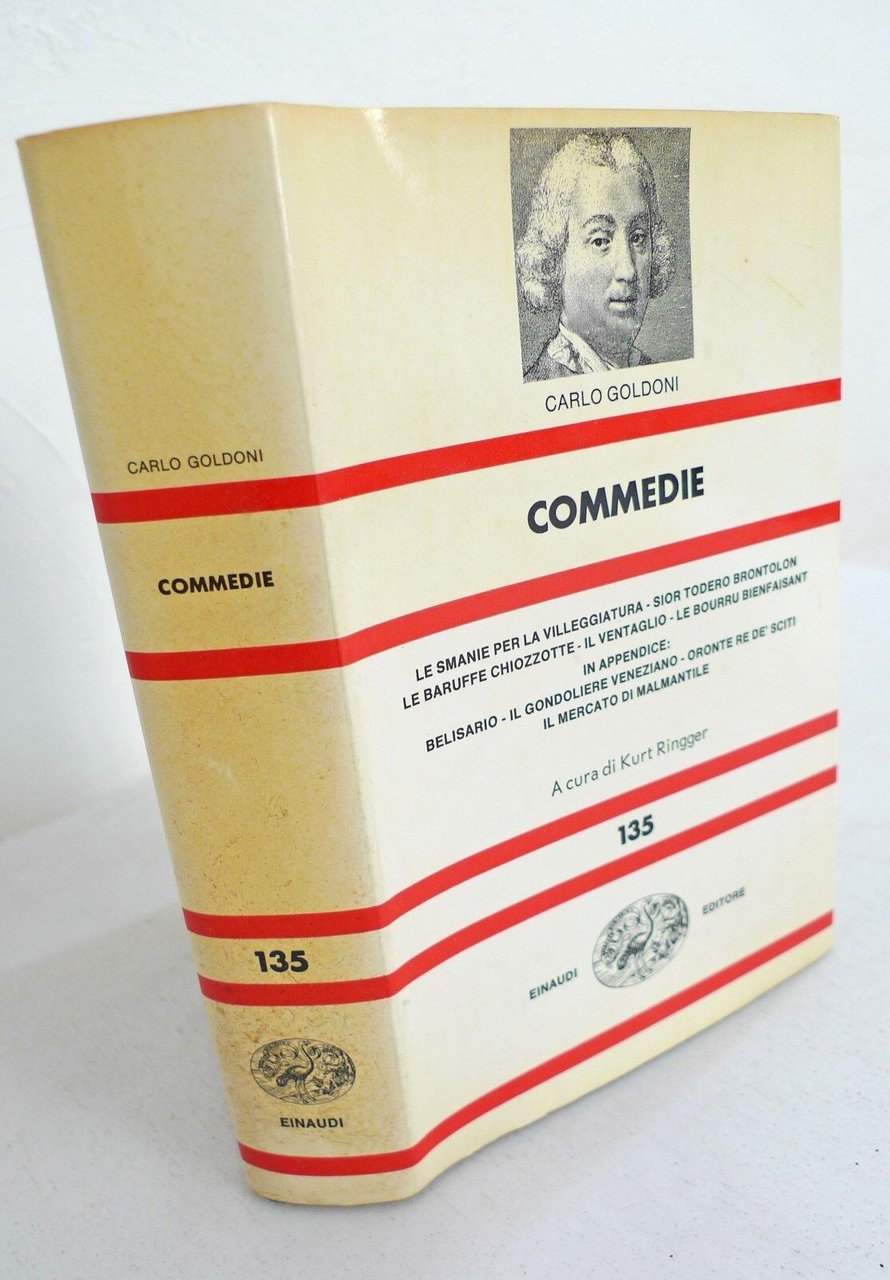 CARLO GOLDONI
COMMEDIE
135
EINAUDI
CARLO GOLDONI
COMMEDIE
LE SMANIE PER LA VILLEGGIATURA - SIOR TODERO BRONTOLON
LE BARUFFE CHIOZZOTTE - IL VENTAGLIO - LE BOURRU BIENFAISANT
IN APPENDICE:
BELISARIO - IL GONDOLIERE VENEZIANO - ORONTE RE DE' SCITI
IL MERCATO DI MALMANTILE
A cura di Kurt Ringger
135
EINAUDI EDITORE